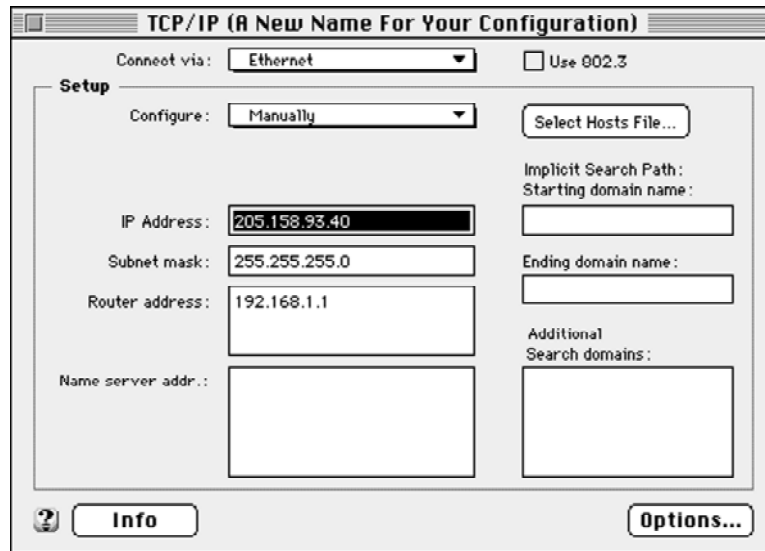 TCP/IP (A New Name For Your Configuration)
Connect via: Ethernet
Use 802.3
Setup
Configure: Manually
Select Hosts File...
Implicit Search Path:
Starting domain name:
IP Address: 205.158.93.40
Subnet mask: 255.255.255.0
Ending domain name:
Router address: 192.168.1.1
Additional
Search domains:
Name server addr.:
?
Info
Options...